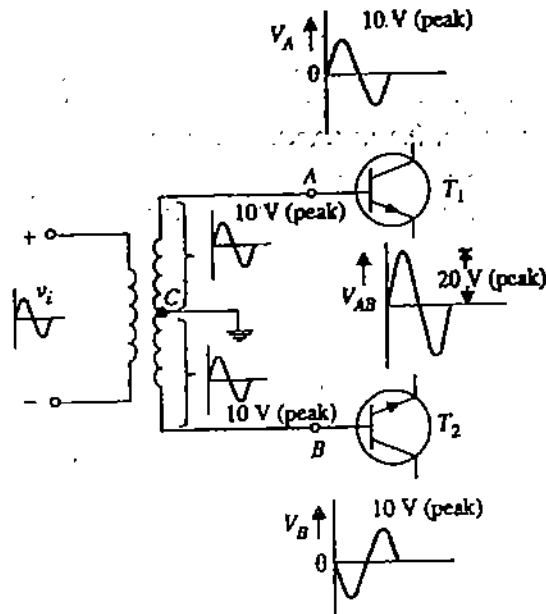 10 V (peak)
V_A
0
A
T_1
10 V (peak)
+
v_i
C
V_AB
20 V (peak)
10 V (peak)
−
B
T_2
10 V (peak)
V_B
0